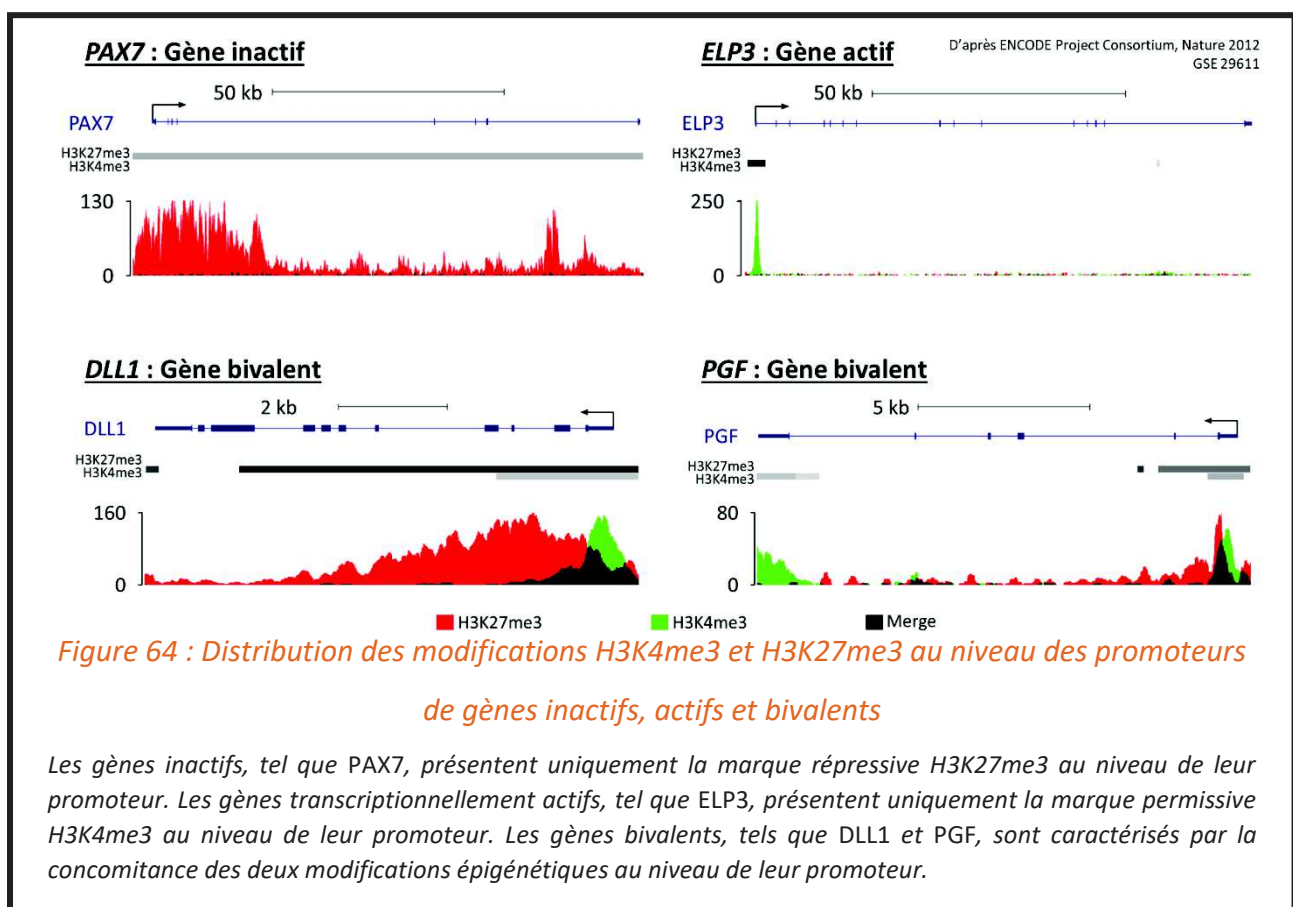 PAX7 : Gène inactif
ELP3 : Gène actif
D'après ENCODE Project Consortium, Nature 2012
GSE 29611
50 kb
PAX7
H3K27me3
H3K4me3
130
0
50 kb
ELP3
H3K27me3
H3K4me3
250
0
DLL1 : Gène bivalent
2 kb
DLL1
H3K27me3
H3K4me3
160
0
PGF : Gène bivalent
5 kb
PGF
H3K27me3
H3K4me3
80
0
H3K27me3
H3K4me3
Merge
Figure 64 : Distribution des modifications H3K4me3 et H3K27me3 au niveau des promoteurs
de gènes inactifs, actifs et bivalents
Les gènes inactifs, tel que PAX7, présentent uniquement la marque répressive H3K27me3 au niveau de leur
promoteur. Les gènes transcriptionnellement actifs, tel que ELP3, présentent uniquement la marque permissive
H3K4me3 au niveau de leur promoteur. Les gènes bivalents, tels que DLL1 et PGF, sont caractérisés par la
concomitance des deux modifications épigénétiques au niveau de leur promoteur.